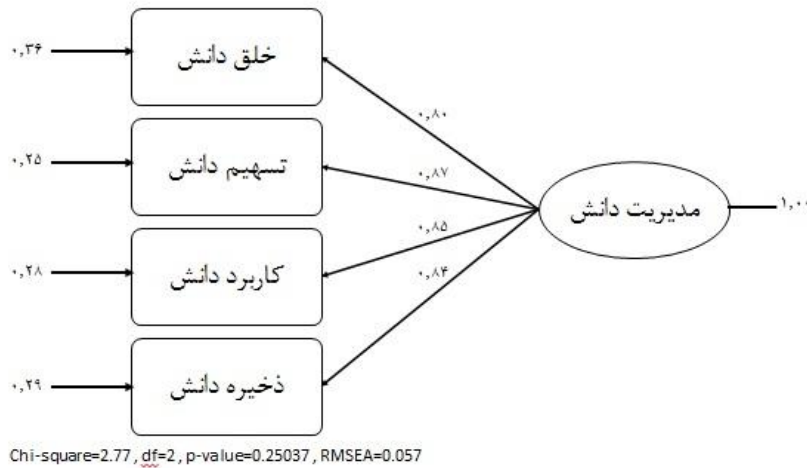 ۰,۳۶
خلق دانش
۰,۸۰
۰,۲۵
تسهیم دانش
۰,۸۷
مدیریت دانش
۰,۸۵
۰,۲۸
کاربرد دانش
۰,۸۴
۰,۲۹
ذخیره دانش
Chi-square=2.77, df=2, p-value=0.25037, RMSEA=0.057